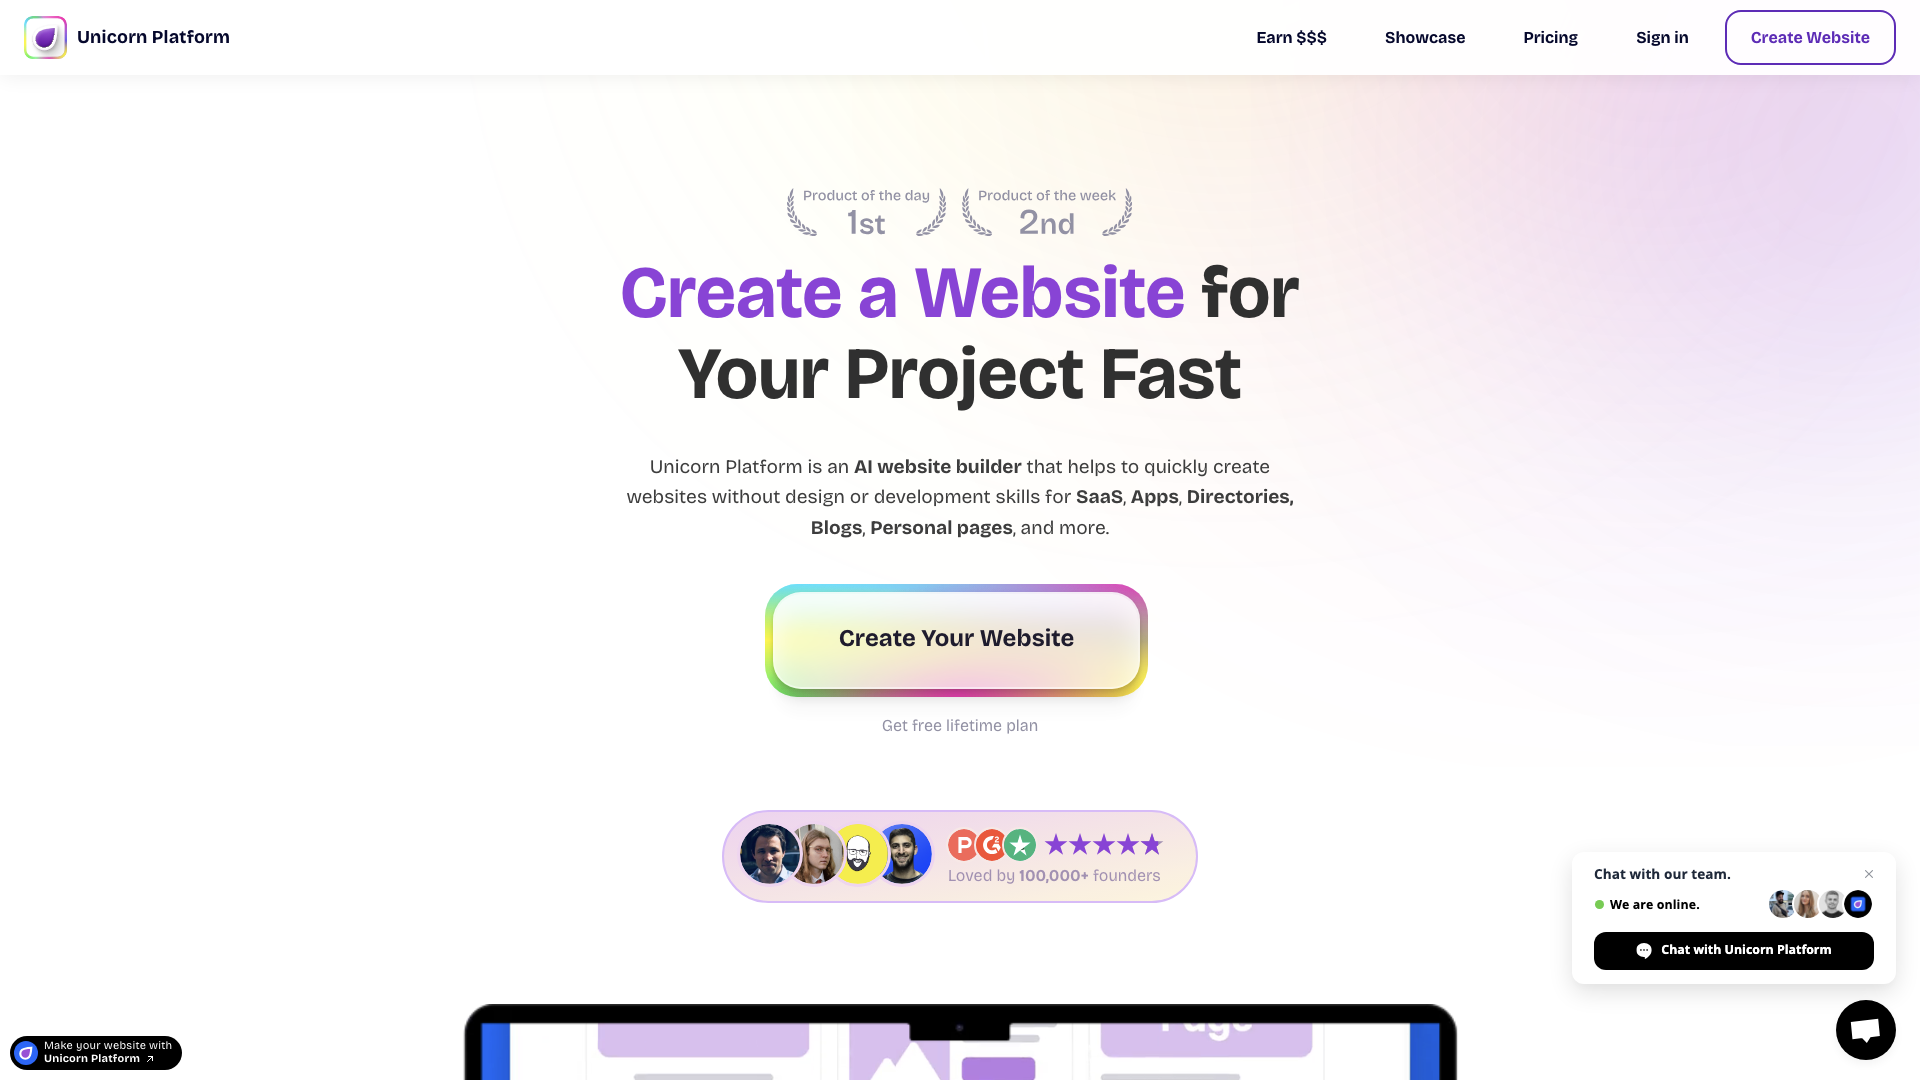 Unicorn Platform
Earn $$$
Showcase
Pricing
Sign in
Create Website
Product of the day
1st
Product of the week
2nd
Create a Website for
Your Project Fast
Unicorn Platform is an AI website builder that helps to quickly create
websites without design or development skills for SaaS, Apps, Directories,
Blogs, Personal pages, and more.
Create Your Website
Get free lifetime plan
Loved by 100,000+ founders
Chat with our team.
We are online.
Chat with Unicorn Platform
Make your website with
Unicorn Platform ↗
Page